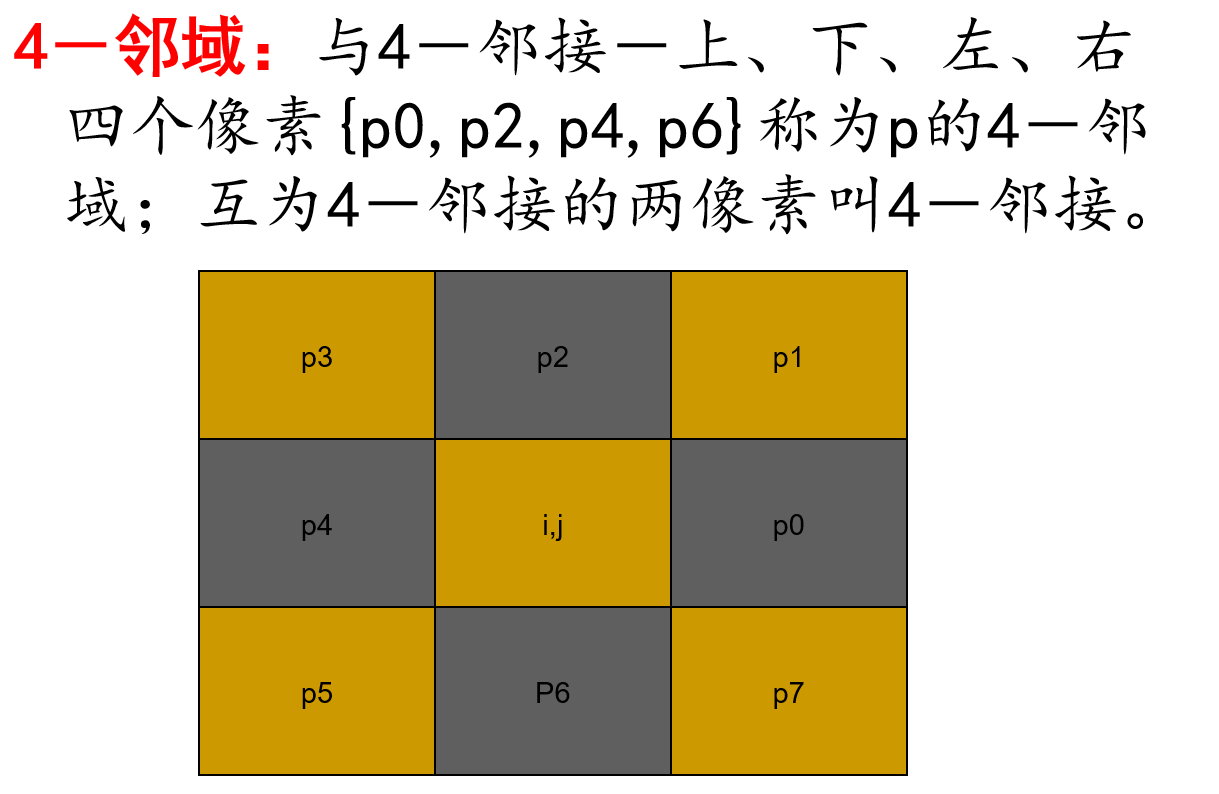 4－邻域：与4－邻接－上、下、左、右
四个像素{p0,p2,p4,p6}称为p的4－邻
域；互为4－邻接的两像素叫4－邻接。
p3 p2 p1
p4 i,j p0
p5 P6 p7